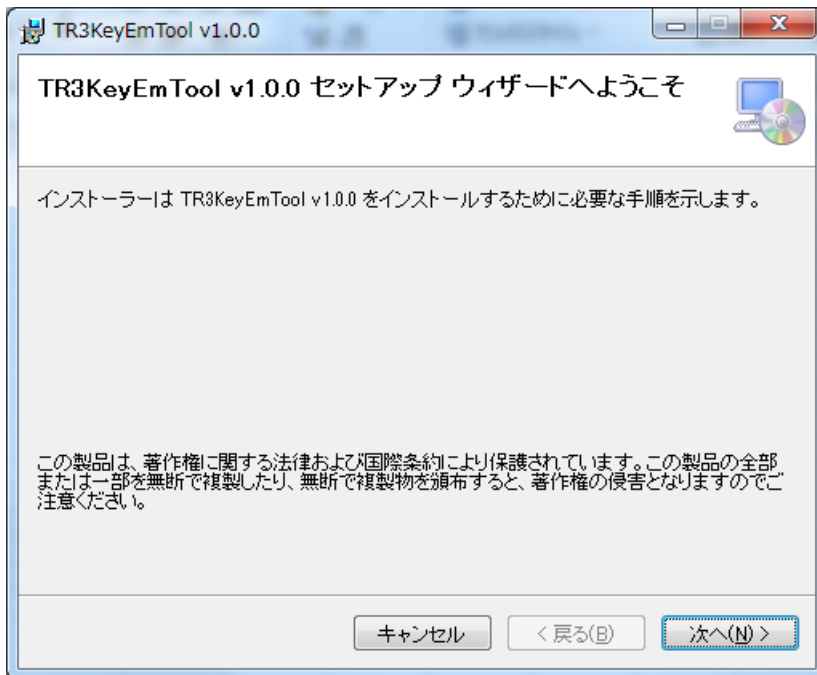 TR3KeyEmTool v1.0.0
TR3KeyEmTool v1.0.0 セットアップ ウィザードへようこそ
インストーラーは TR3KeyEmTool v1.0.0 をインストールするために必要な手順を示します。
この製品は、著作権に関する法律および国際条約により保護されています。この製品の全部
または一部を無断で複製したり、無断で複製物を頒布すると、著作権の侵害となりますのでご
注意ください。
キャンセル
< 戻る(B)
次へ(N) >